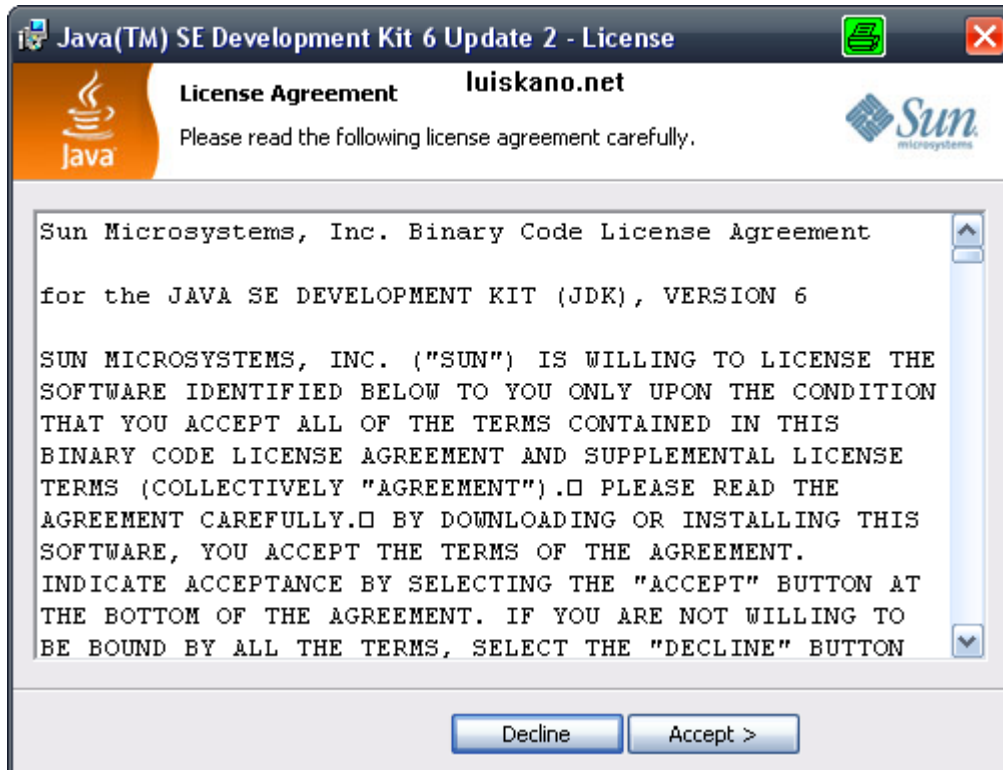 Java(TM) SE Development Kit 6 Update 2 - License
License Agreement
luiskano.net
Please read the following license agreement carefully.
Java
Sun
microsystems
Sun Microsystems, Inc. Binary Code License Agreement
for the JAVA SE DEVELOPMENT KIT (JDK), VERSION 6
SUN MICROSYSTEMS, INC. ("SUN") IS WILLING TO LICENSE THE
SOFTWARE IDENTIFIED BELOW TO YOU ONLY UPON THE CONDITION
THAT YOU ACCEPT ALL OF THE TERMS CONTAINED IN THIS
BINARY CODE LICENSE AGREEMENT AND SUPPLEMENTAL LICENSE
TERMS (COLLECTIVELY "AGREEMENT").□ PLEASE READ THE
AGREEMENT CAREFULLY.□ BY DOWNLOADING OR INSTALLING THIS
SOFTWARE, YOU ACCEPT THE TERMS OF THE AGREEMENT.
INDICATE ACCEPTANCE BY SELECTING THE "ACCEPT" BUTTON AT
THE BOTTOM OF THE AGREEMENT. IF YOU ARE NOT WILLING TO
BE BOUND BY ALL THE TERMS, SELECT THE "DECLINE" BUTTON
Decline
Accept >